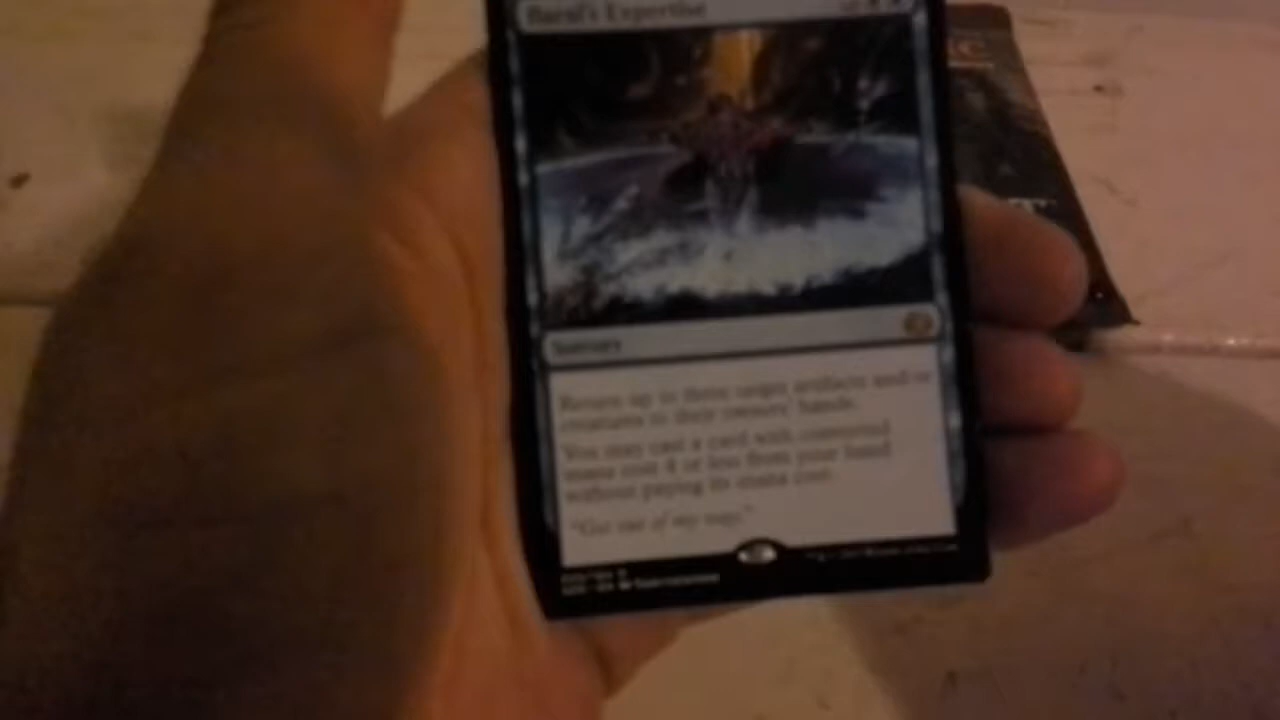 Baral's Expertise
Sorcery
Return up to three target artifacts and/or
creatures to their owners' hands.
You may cast a card with converted
mana cost 4 or less from your hand
without paying its mana cost.
"Get out of my way."